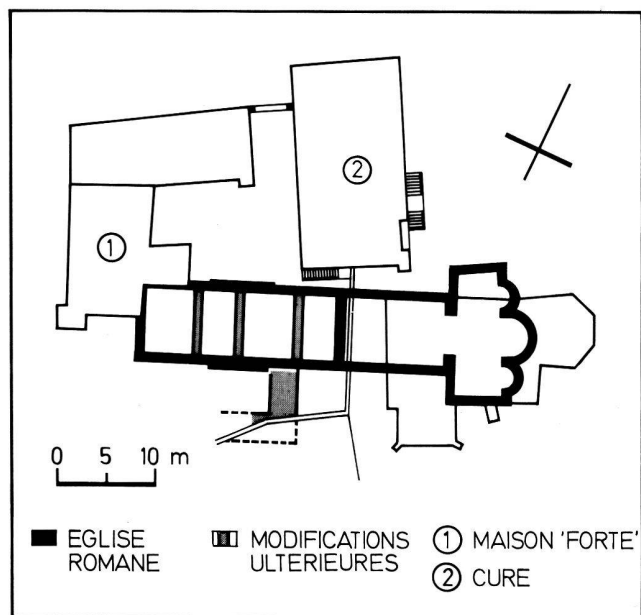 2
1
0 5 10 m
EGLISE
ROMANE
MODIFICATIONS
ULTERIEURES
1 MAISON 'FORTE'
2 CURE